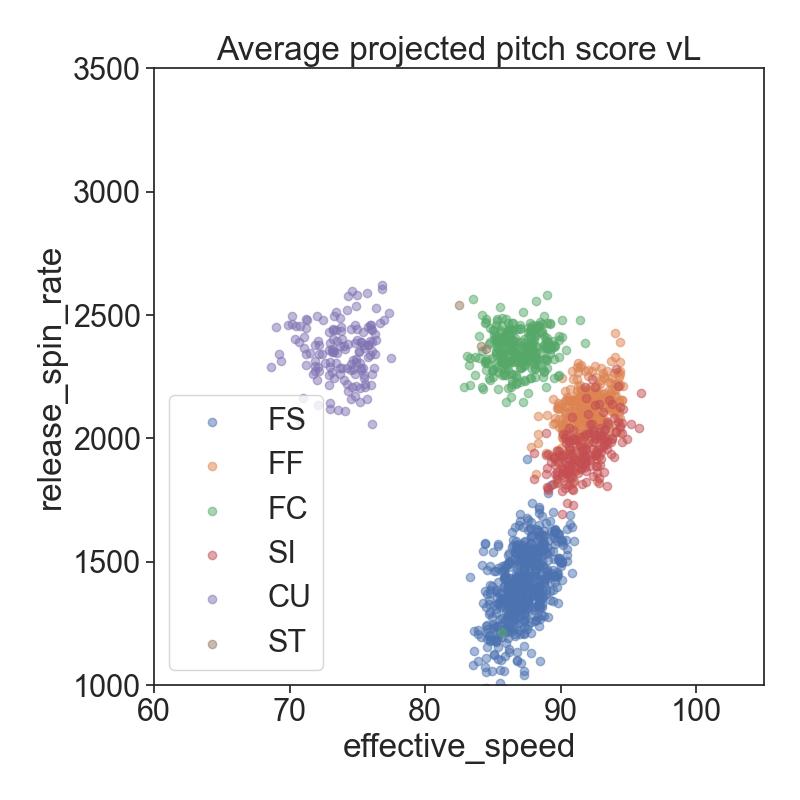 Average projected pitch score vL
3500
3000
2500
2000
1500
1000
release_spin_rate
FS
FF
FC
SI
CU
ST
60
70
80
90
100
effective_speed